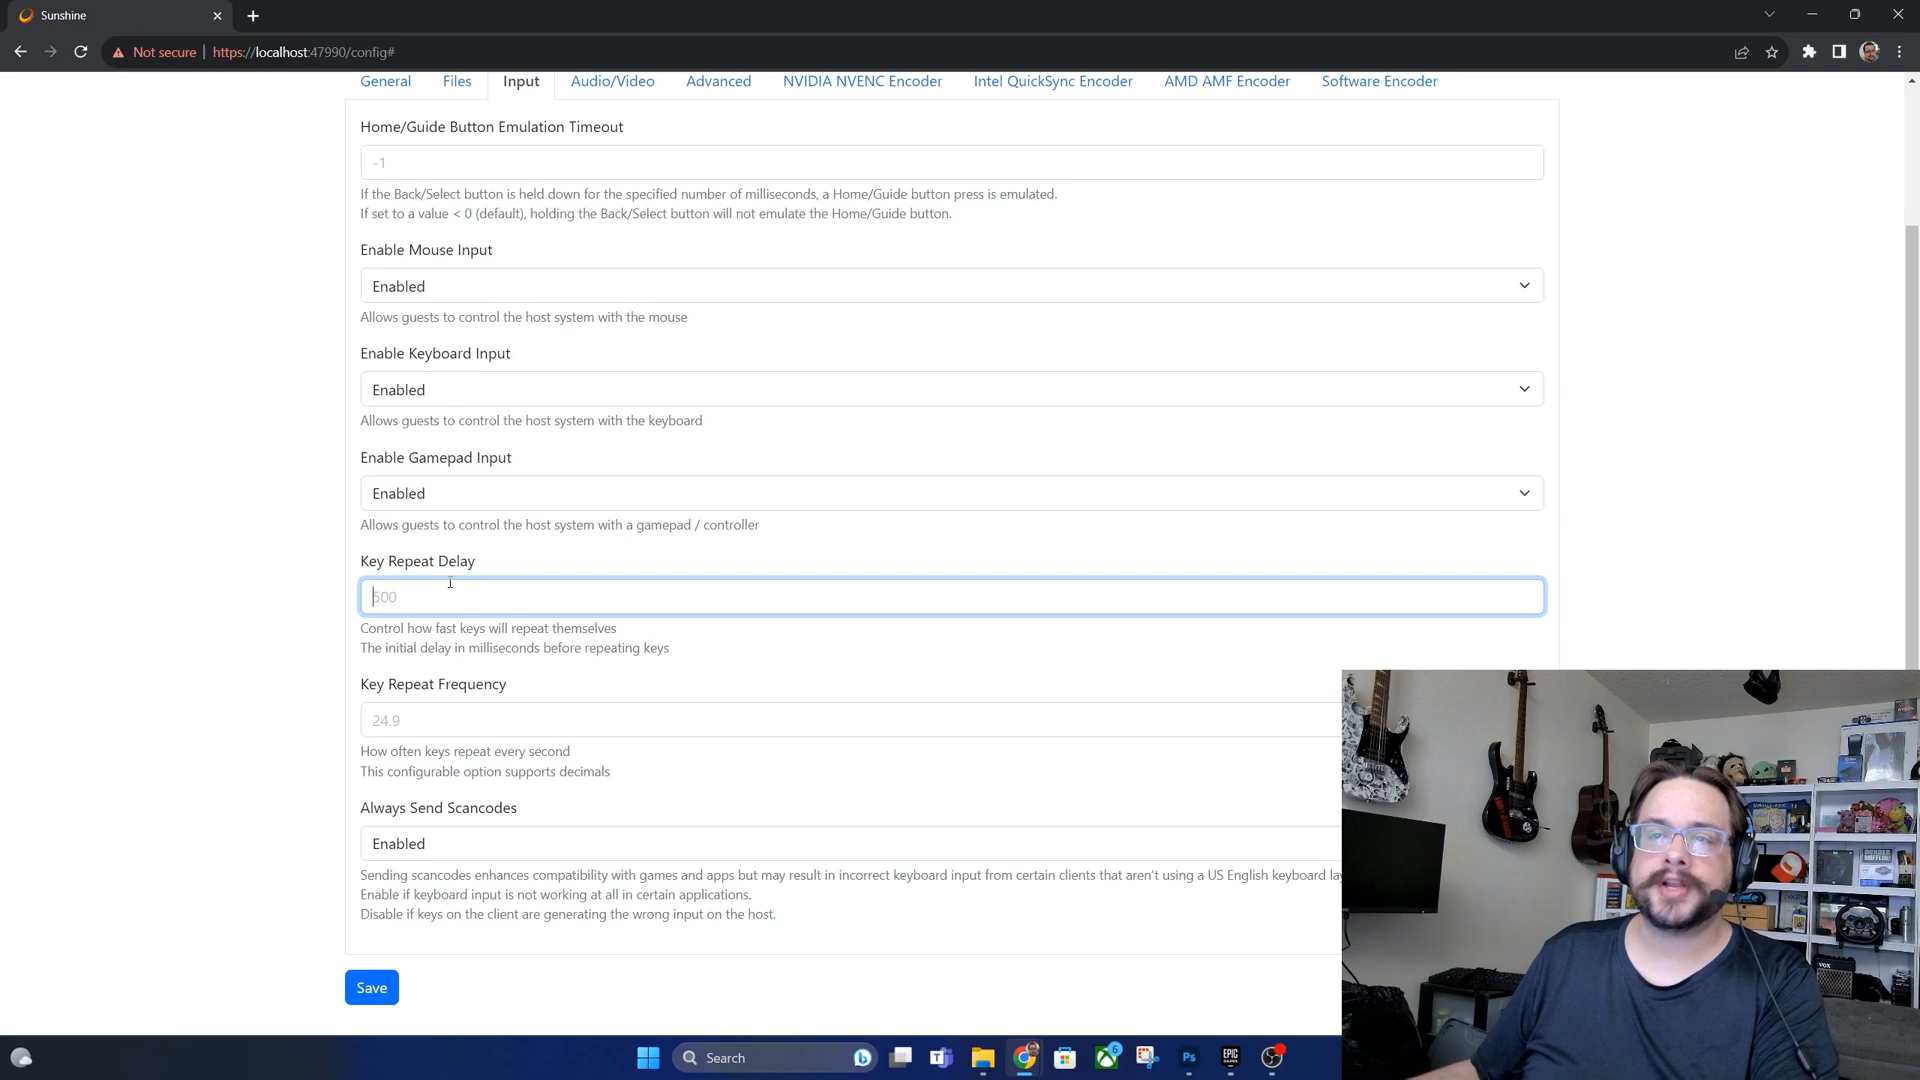 Sunshine
Not secure | https://localhost:47990/config#
General Files Input Audio/Video Advanced NVIDIA NVENC Encoder Intel QuickSync Encoder AMD AMF Encoder Software Encoder
Home/Guide Button Emulation Timeout
-1
If the Back/Select button is held down for the specified number of milliseconds, a Home/Guide button press is emulated.
If set to a value < 0 (default), holding the Back/Select button will not emulate the Home/Guide button.
Enable Mouse Input
Enabled
Allows guests to control the host system with the mouse
Enable Keyboard Input
Enabled
Allows guests to control the host system with the keyboard
Enable Gamepad Input
Enabled
Allows guests to control the host system with a gamepad / controller
Key Repeat Delay
500
Control how fast keys will repeat themselves
The initial delay in milliseconds before repeating keys
Key Repeat Frequency
24.9
How often keys repeat every second
This configurable option supports decimals
Always Send Scancodes
Enabled
Sending scancodes enhances compatibility with games and apps but may result in incorrect keyboard input from certain clients that aren't using a US English keyboard
Enable if keyboard input is not working at all in certain applications.
Disable if keys on the client are generating the wrong input on the host.
Save
DUNDER
MIFFLIN
VOX
Search
6
Ps
EPIC
GAMES